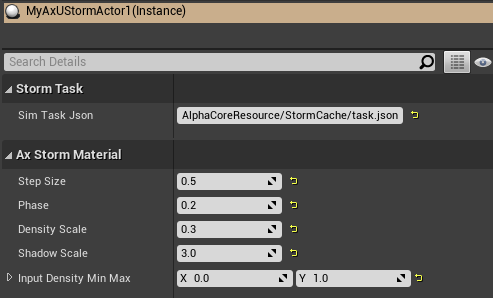 MyAxUStormActor1(Instance)
Search Details
Storm Task
Sim Task Json AlphaCoreResource/StormCache/task.json
Ax Storm Material
Step Size 0.5
Phase 0.2
Density Scale 0.3
Shadow Scale 3.0
Input Density Min Max X 0.0 Y 1.0